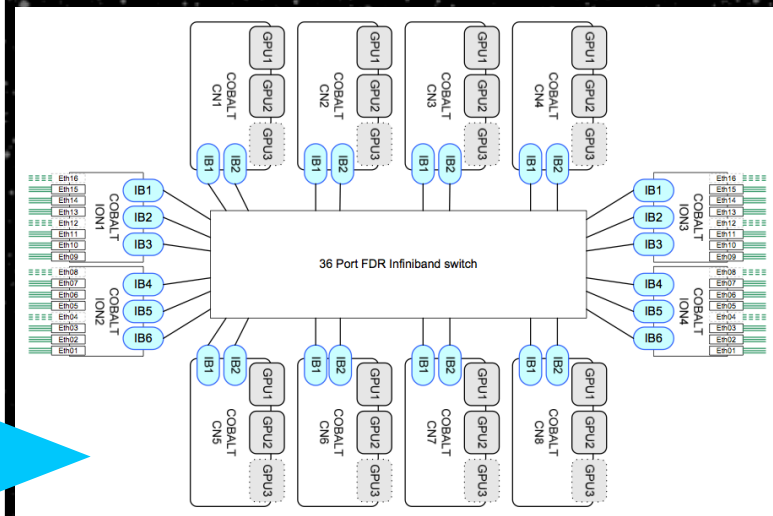 GPU1
GPU2
GPU3
COBALT
CN1
IB1
IB2
GPU1
GPU2
GPU3
COBALT
CN2
IB1
IB2
GPU1
GPU2
GPU3
COBALT
CN3
IB1
IB2
GPU1
GPU2
GPU3
COBALT
CN4
IB1
IB2
Eth16
Eth15
Eth14
Eth13
Eth12
Eth11
Eth10
Eth09
COBALT
ION1
IB1
IB2
IB3
Eth08
Eth07
Eth06
Eth05
Eth04
Eth03
Eth02
Eth01
COBALT
ION2
IB4
IB5
IB6
36 Port FDR Infiniband switch
IB1
IB2
IB3
COBALT
ION3
Eth16
Eth15
Eth14
Eth13
Eth12
Eth11
Eth10
Eth09
IB4
IB5
IB6
COBALT
ION4
Eth08
Eth07
Eth06
Eth05
Eth04
Eth03
Eth02
Eth01
IB1
IB2
COBALT
CN5
GPU1
GPU2
GPU3
IB1
IB2
COBALT
CN6
GPU1
GPU2
GPU3
IB1
IB2
COBALT
CN7
GPU1
GPU2
GPU3
IB1
IB2
COBALT
CN8
GPU1
GPU2
GPU3